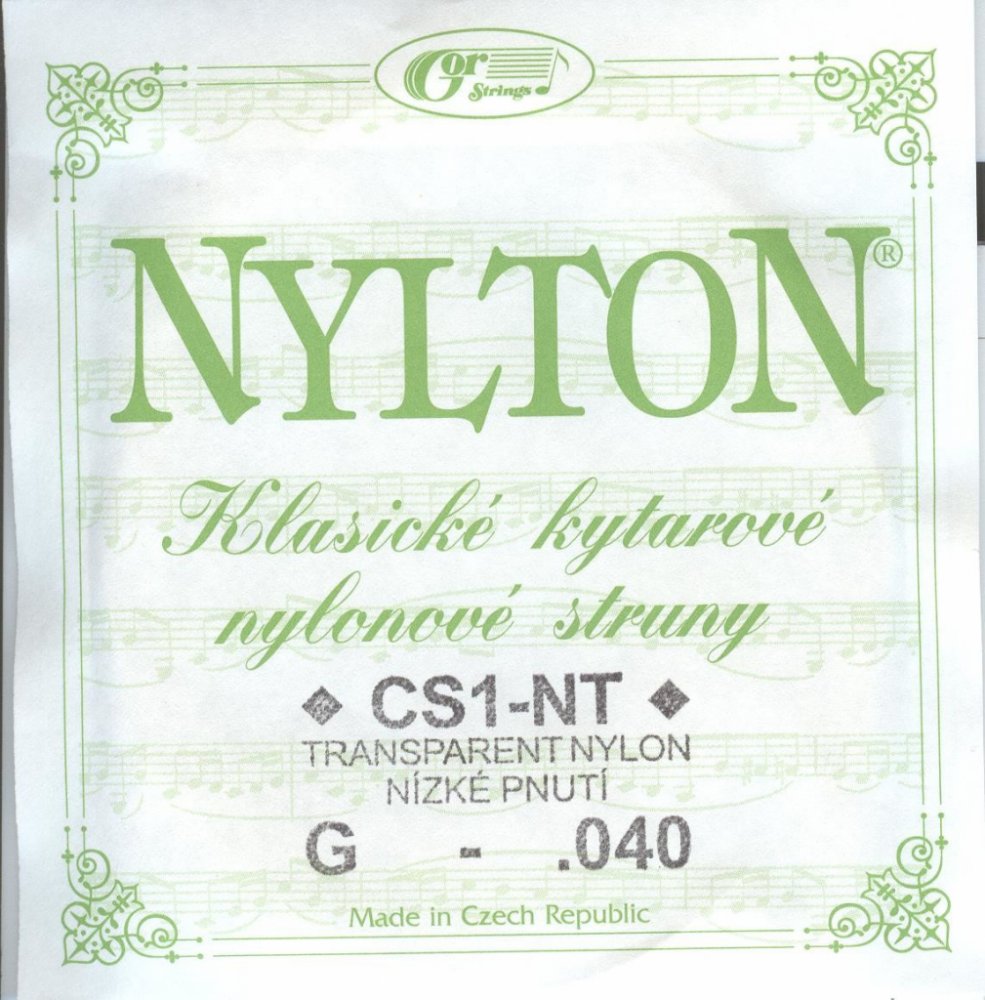 Gor
Strings
NYLTON®
Klasické kytarové
nylonové struny
◆ CS1-NT ◆
TRANSPARENT NYLON
NÍZKÉ PNUTÍ
G - .040
Made in Czech Republic